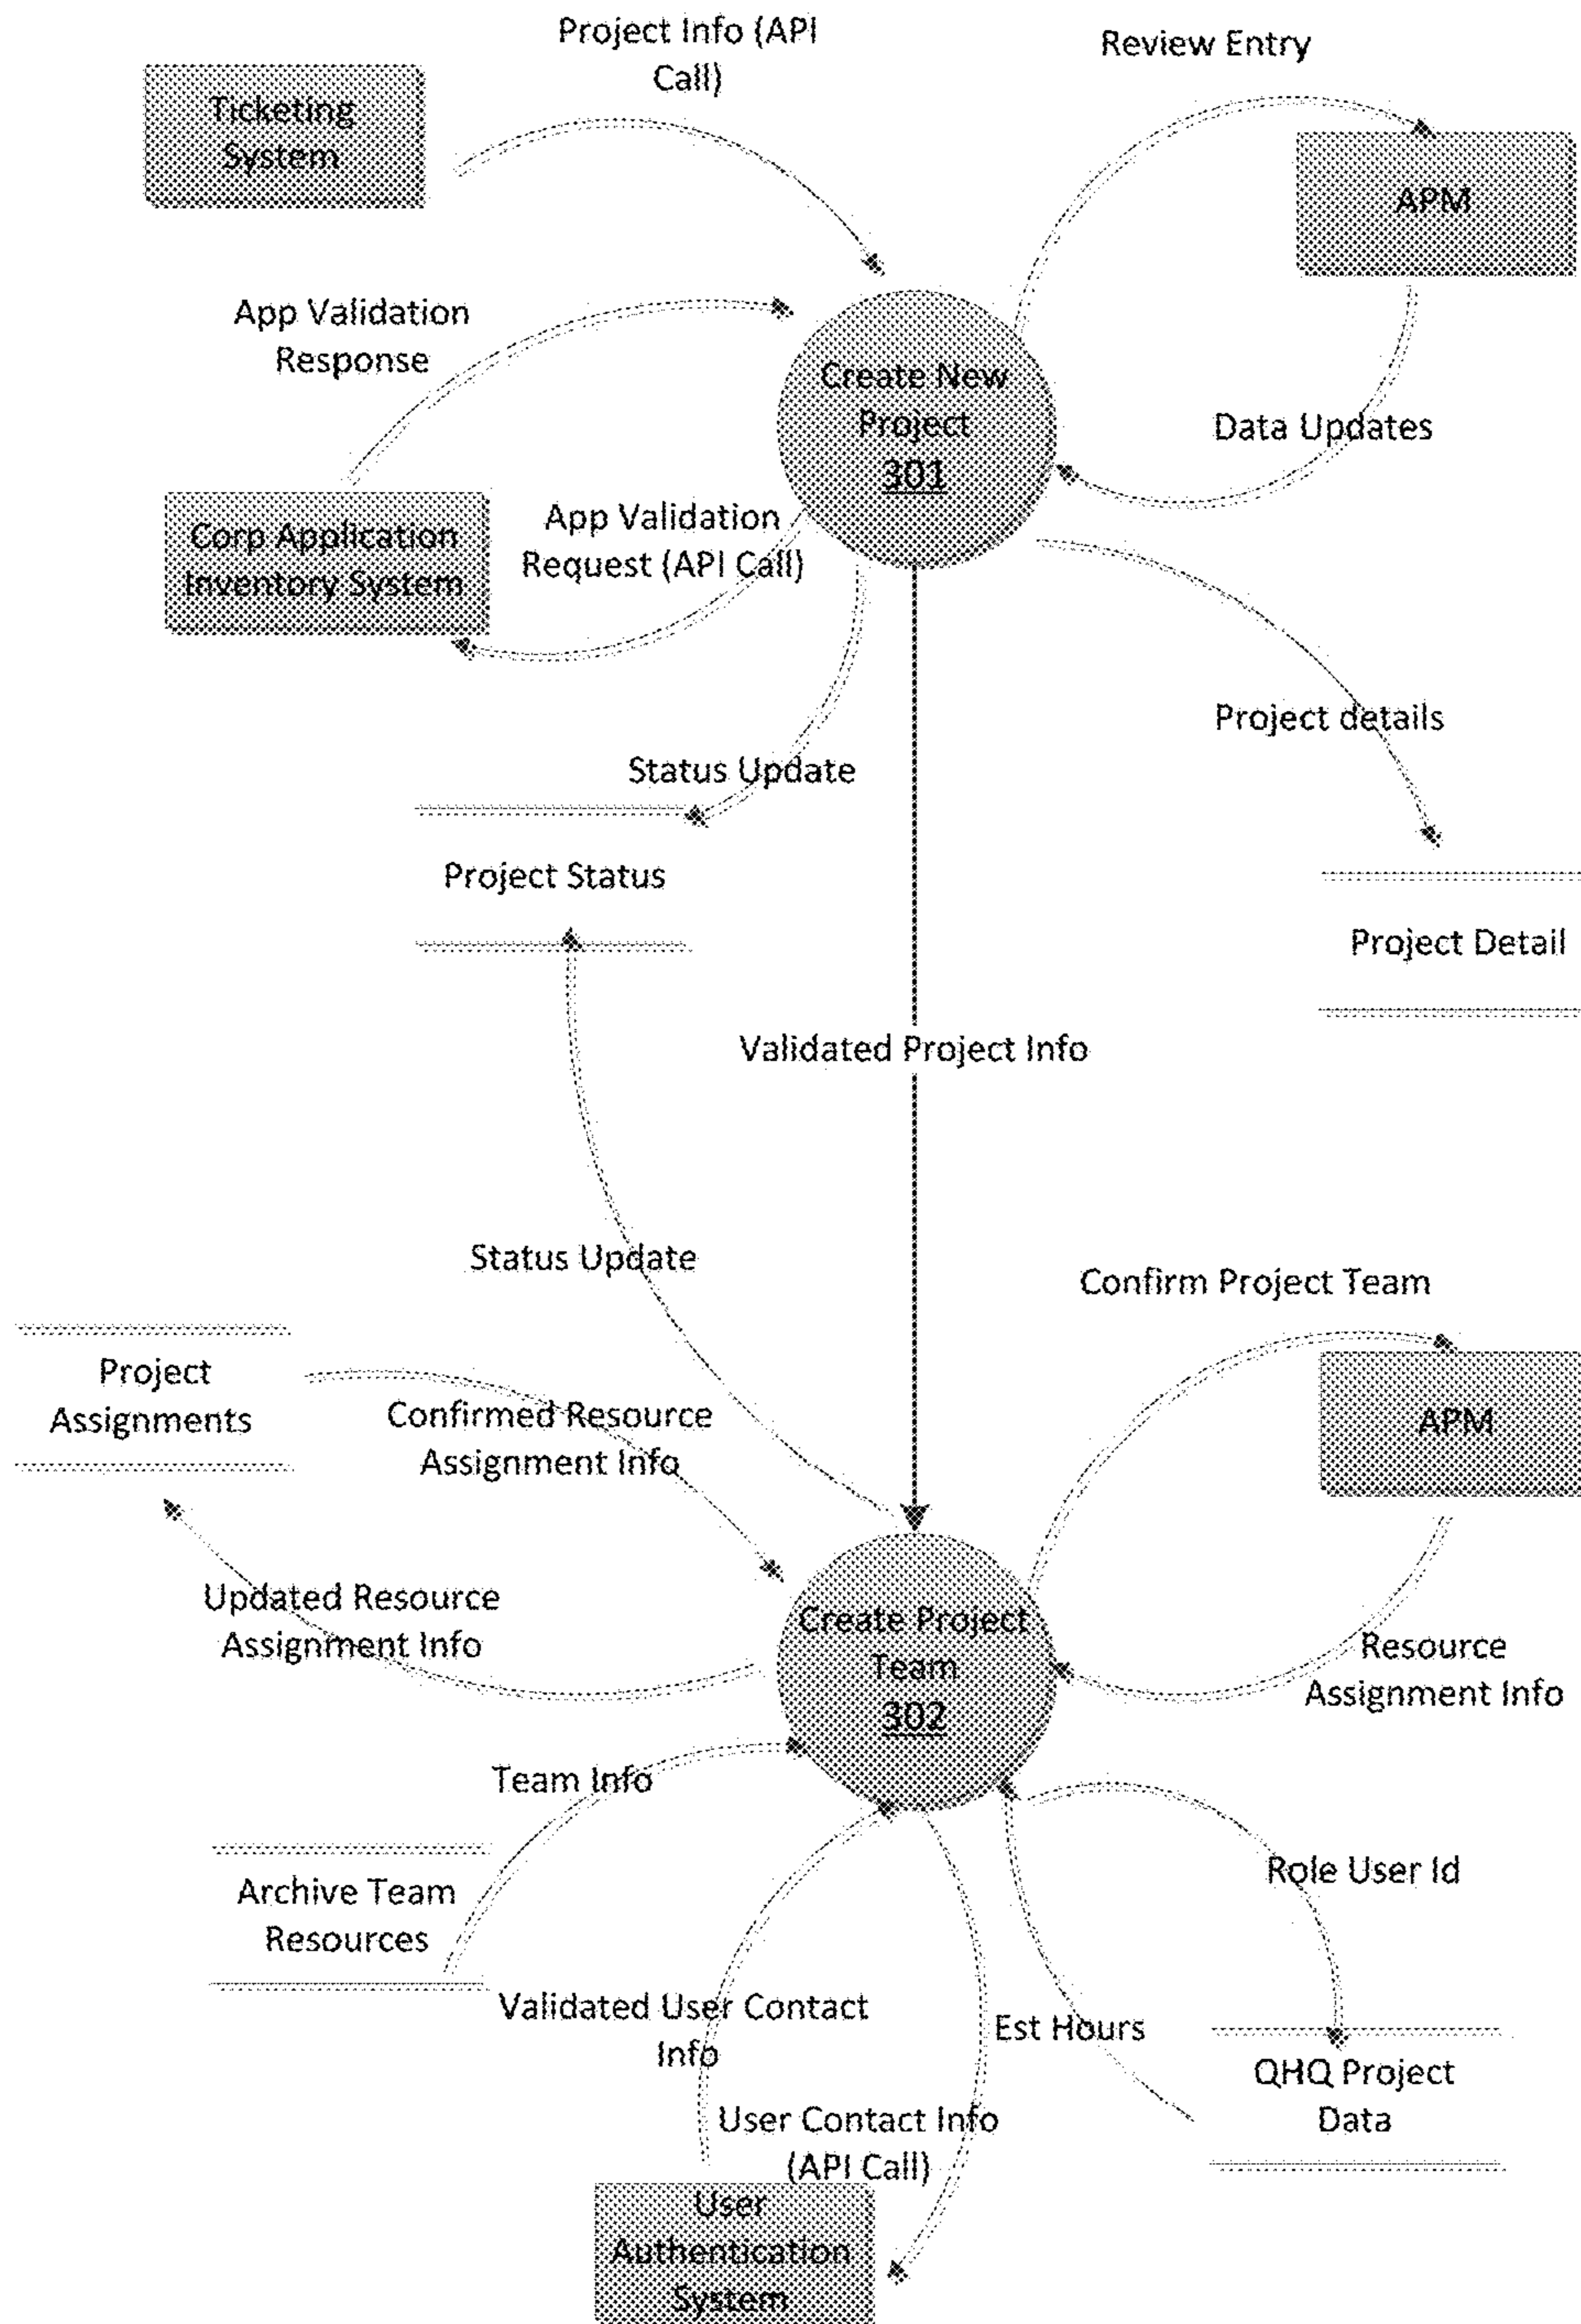 Project Info (API
Call)
Review Entry
Ticketing
System
APM
App Validation
Response
Create New
Project
301
Data Updates
Corp Application
Inventory System
App Validation
Request (API Call)
Project details
Status Update
Project Status
Project Detail
Validated Project Info
Status Update
Confirm Project Team
Project
Assignments
Confirmed Resource
Assignment Info
APM
Updated Resource
Assignment Info
Create Project
Team
302
Resource
Assignment Info
Team Info
Role User Id
Archive Team
Resources
Validated User Contact
Info
Est Hours
QHQ Project
Data
User Contact Info
(API Call)
User
Authentication
System